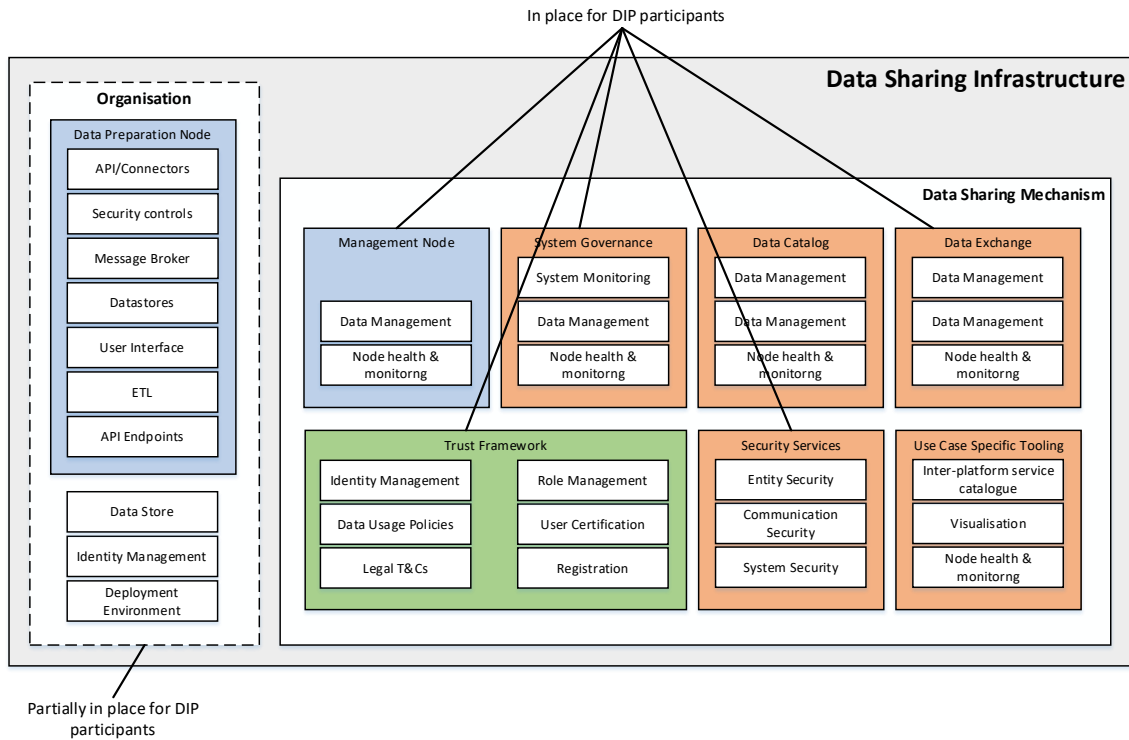 In place for DIP participants
Data Sharing Infrastructure
Organisation
Data Preparation Node
API/Connectors
Security controls
Message Broker
Datastores
User Interface
ETL
API Endpoints
Data Store
Identity Management
Deployment
Environment
Data Sharing Mechanism
Management Node
Data Management
Node health &
monitorng
System Governance
System Monitoring
Data Management
Node health &
monitorng
Data Catalog
Data Management
Data Management
Node health &
monitorng
Data Exchange
Data Management
Data Management
Node health &
monitorng
Trust Framework
Identity Management
Role Management
Data Usage Policies
User Certification
Legal T&Cs
Registration
Security Services
Entity Security
Communication
Security
System Security
Use Case Specific Tooling
Inter-platform service
catalogue
Visualisation
Node health &
monitorng
Partially in place for DIP
participants